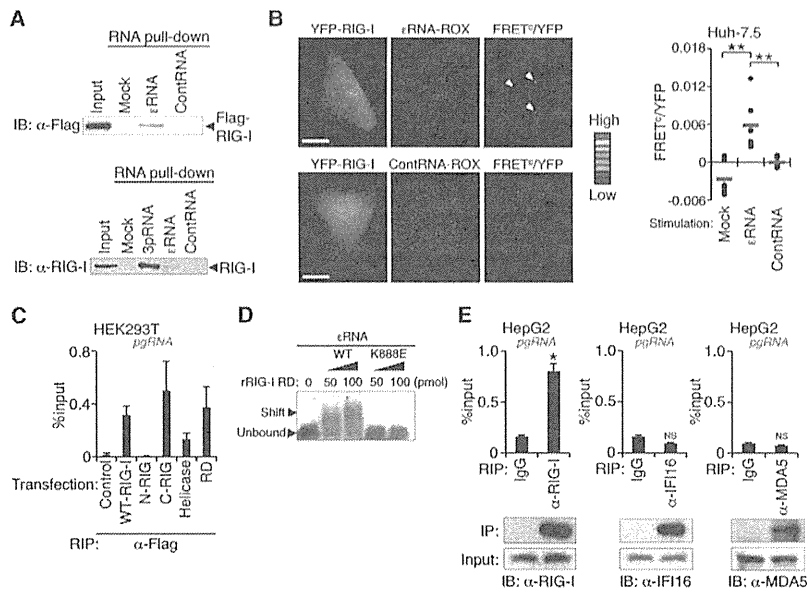 A
RNA pull-down
Input
Mock
εRNA
ContRNA
IB: α-Flag
Flag-
RIG-I
RNA pull-down
Input
Mock
3pRNA
εRNA
ContRNA
IB: α-RIG-I
RIG-I
B
YFP-RIG-I
εRNA-ROX
FRETᶜ/YFP
YFP-RIG-I
ContRNA-ROX
FRETᶜ/YFP
High
Low
Huh-7.5
**
**
0.018
0.012
0.006
0
-0.006
FRETᶜ/YFP
Stimulation:
Mock
εRNA
ContRNA
C
HEK293T
pgRNA
0.8
0.4
0
%input
Transfection:
Control
WT-RIG-I
N-RIG
C-RIG
Helicase
RD
RIP: α-Flag
D
εRNA
WT K888E
rRIG-I RD: 0 50 100 50 100 (pmol)
Shift
Unbound
E
HepG2
pgRNA
1.0
0.5
0
%input
*
RIP:
IgG
α-RIG-I
IP:
Input:
IB: α-RIG-I
HepG2
pgRNA
1.0
0.5
0
%input
NS
RIP:
IgG
α-IFI16
IB: α-IFI16
HepG2
pgRNA
1.0
0.5
0
%input
NS
RIP:
IgG
α-MDA5
IB: α-MDA5